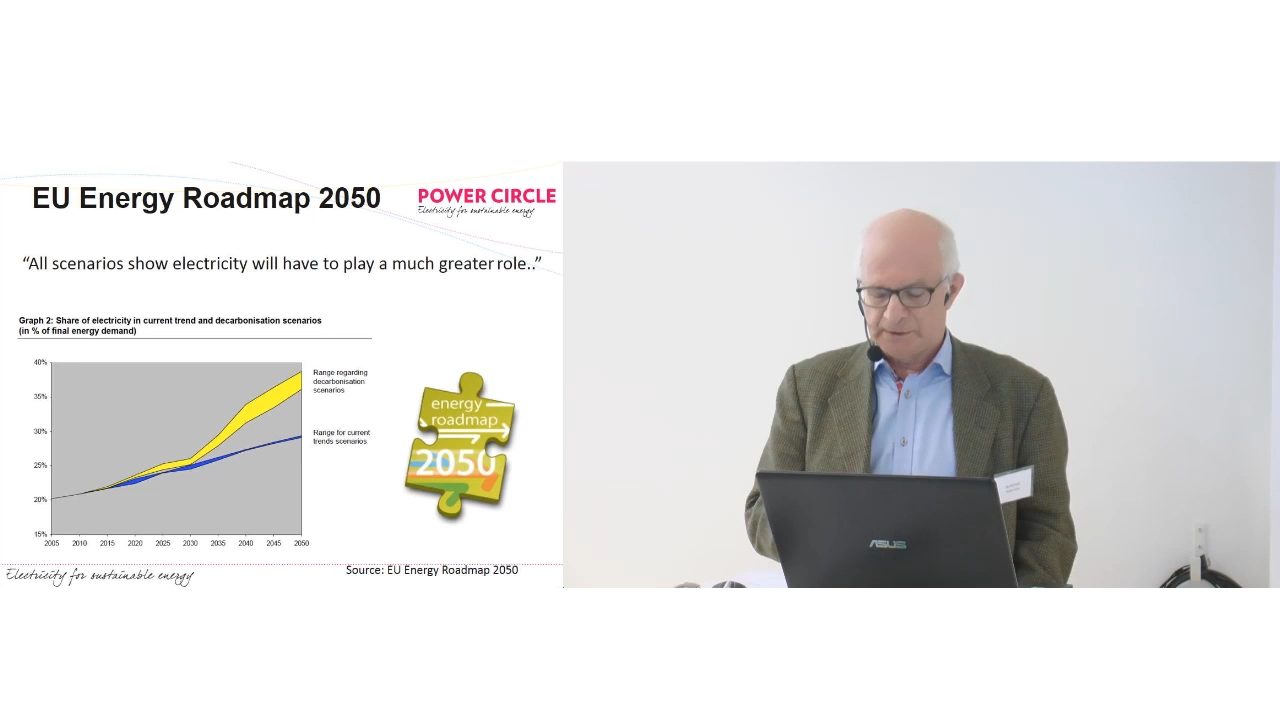 EU Energy Roadmap 2050
POWER CIRCLE
Electricity for sustainable energy
“All scenarios show electricity will have to play a much greater role..”
Graph 2: Share of electricity in current trend and decarbonisation scenarios
(in % of final energy demand)
40%
35%
30%
25%
20%
15%
2005 2010 2015 2020 2025 2030 2035 2040 2045 2050
Range regarding
decarbonisation
scenarios
Range for current
trends scenarios
energy
roadmap
2050
Source: EU Energy Roadmap 2050
Electricity for sustainable energy
ASUS